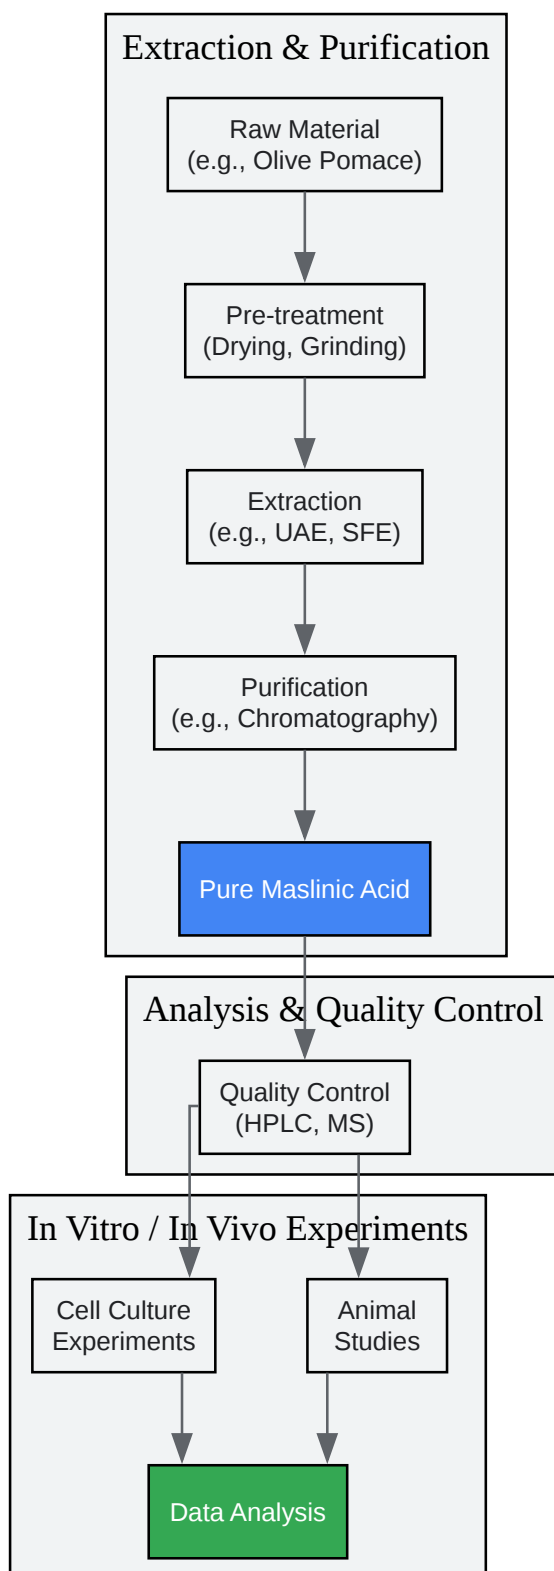 Extraction & Purification
Raw Material
(e.g., Olive Pomace)
Pre-treatment
(Drying, Grinding)
Extraction
(e.g., UAE, SFE)
Purification
(e.g., Chromatography)
Pure Maslinic Acid
Analysis & Quality Control
Quality Control
(HPLC, MS)
In Vitro / In Vivo Experiments
Cell Culture
Experiments
Animal
Studies
Data Analysis